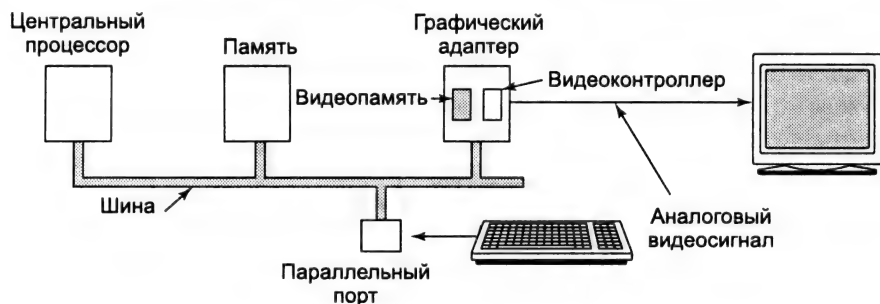 Центральный
процессор
Память
Графический
адаптер
Видеопамять
Видеоконтроллер
Шина
Параллельный
порт
Аналоговый
видеосигнал